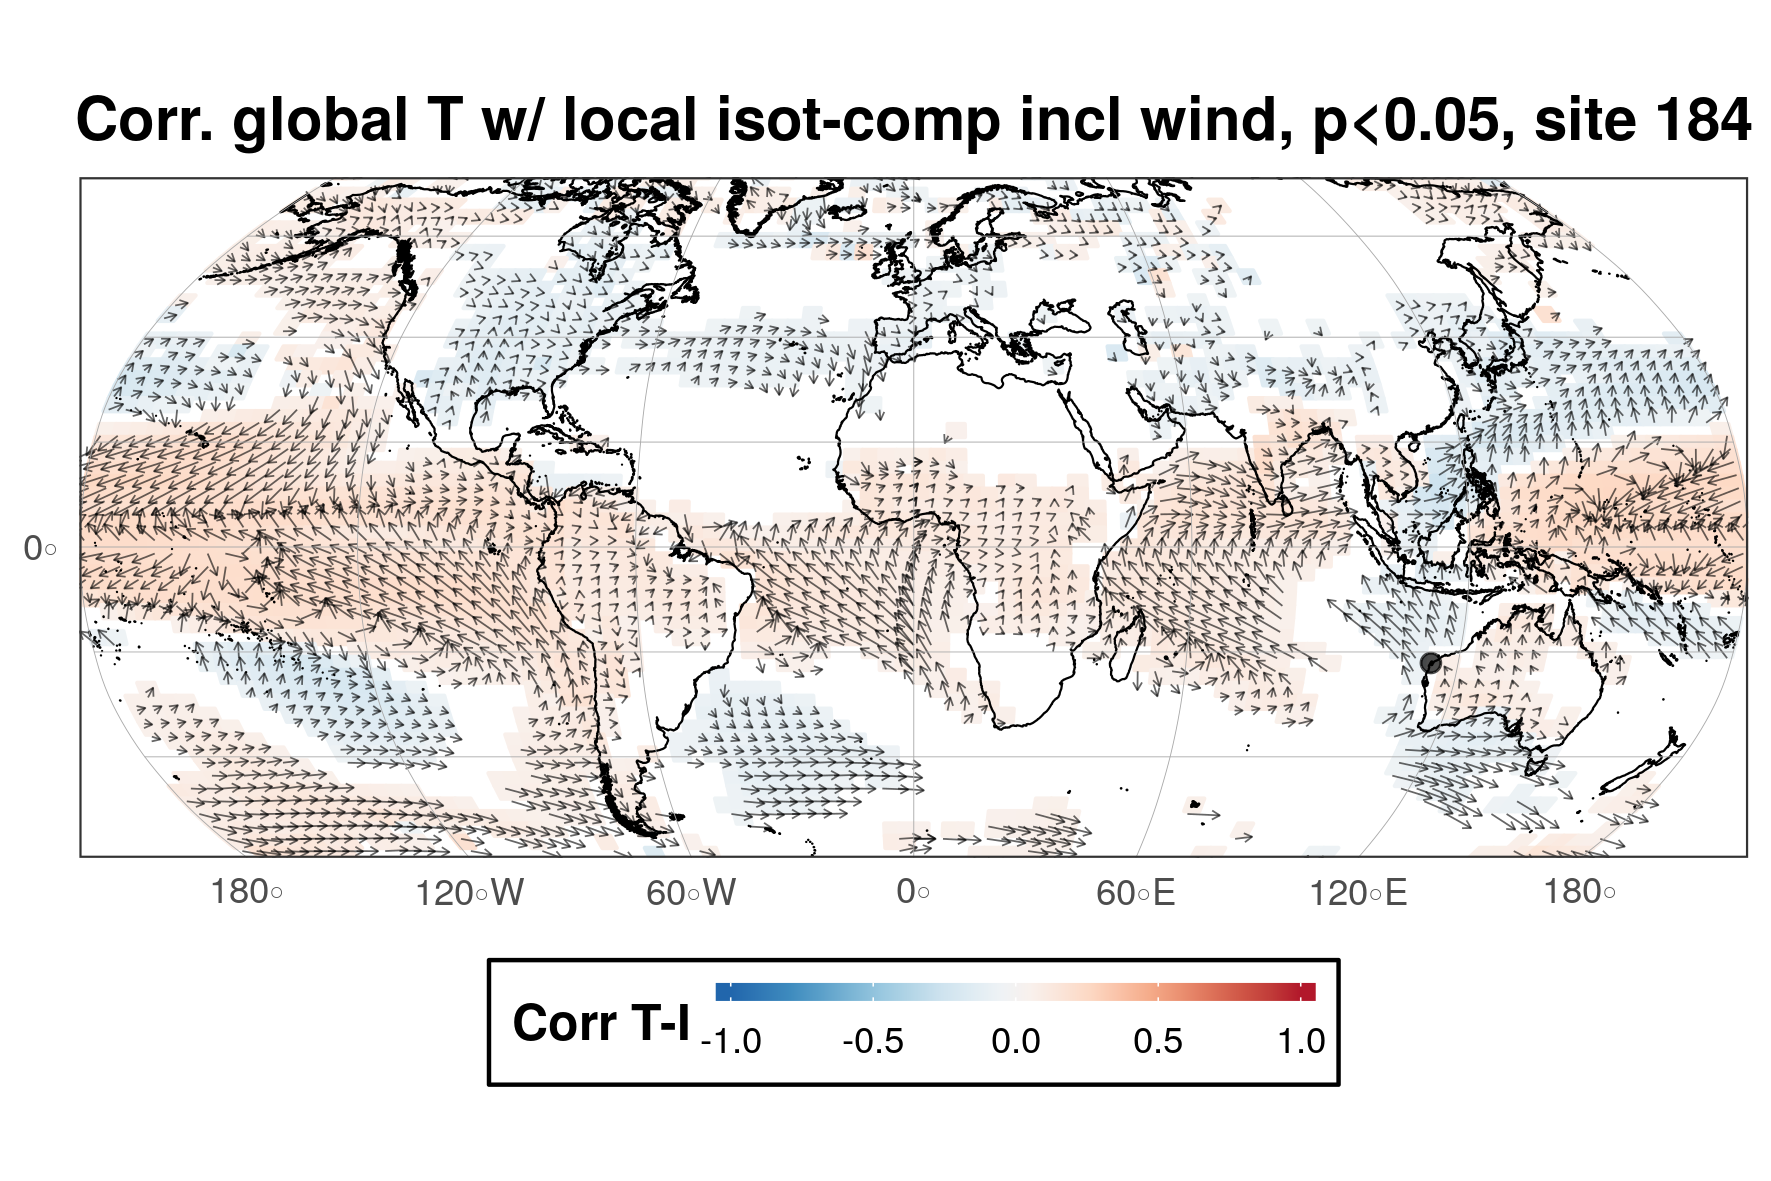 Corr. global T w/ local isot-comp incl wind, p<0.05, site 184
0°
180° 120°W 60°W 0° 60°E 120°E 180°
Corr T-I
-1.0 -0.5 0.0 0.5 1.0